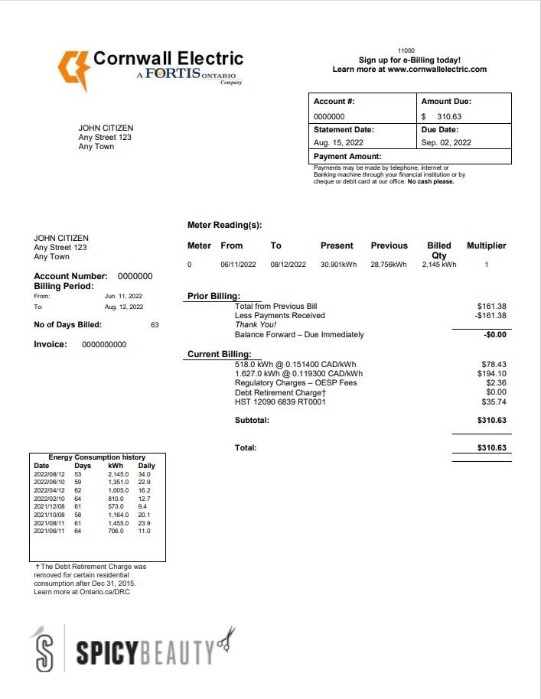 Cornwall Electric
A FORTIS ONTARIO
Company
11000
Sign up for e-Billing today!
Learn more at www.cornwallelectric.com
Account #: Amount Due:
0000000 $ 310.63
Statement Date: Due Date:
Aug. 15, 2022 Sep. 02, 2022
Payment Amount:
Payments may be made by telephone, internet or
Banking machine through your financial institution or by
cheque or debit card at our office. No cash please.
JOHN CITIZEN
Any Street 123
Any Town
JOHN CITIZEN
Any Street 123
Any Town
Account Number: 0000000
Billing Period:
From: Jun. 11, 2022
To: Aug. 12, 2022
No of Days Billed: 63
Invoice: 0000000000
Meter Reading(s):
Meter From To Present Previous Billed Qty Multiplier
0 06/11/2022 08/12/2022 30.901kWh 28.756kWh 2,145 kWh 1
Prior Billing:
Total from Previous Bill $161.38
Less Payments Received -$161.38
Thank You!
Balance Forward – Due Immediately -$0.00
Current Billing:
518.0 kWh @ 0.151400 CAD/kWh $78.43
1.627.0 kWh @ 0.119300 CAD/kWh $194.10
Regulatory Charges – OESP Fees $2.36
Debt Retirement Charge† $0.00
HST 12090 6839 RT0001 $35.74
Subtotal: $310.63
Total: $310.63
Energy Consumption history
Date Days kWh Daily
2022/08/12 53 2,145.0 34.0
2022/06/10 59 1,351.0 22.9
2022/04/12 62 1,005.0 16.2
2022/02/10 64 810.0 12.7
2021/12/08 61 573.0 9.4
2021/10/08 58 1,164.0 20.1
2021/08/11 61 1,455.0 23.9
2021/06/11 64 706.0 11.0
† The Debt Retirement Charge was
removed for certain residential
consumption after Dec 31, 2015.
Learn more at Ontario.ca/DRC
S SPICYBEAUTY